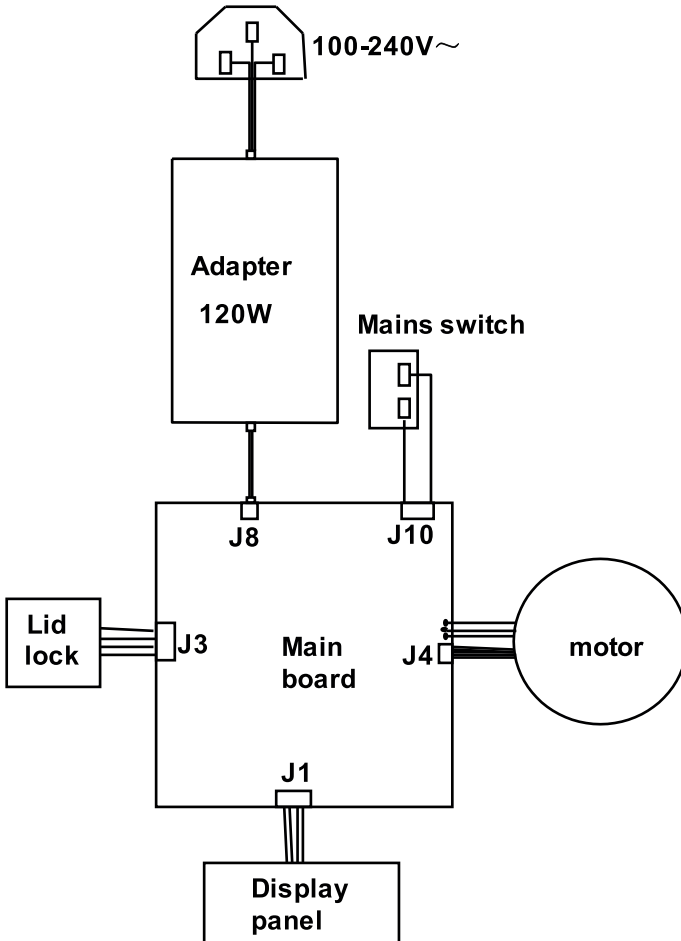 100-240V～
Adapter
120W
Mains switch
J8
J10
Lid
lock
J3
Main
board
J4
motor
J1
Display
panel